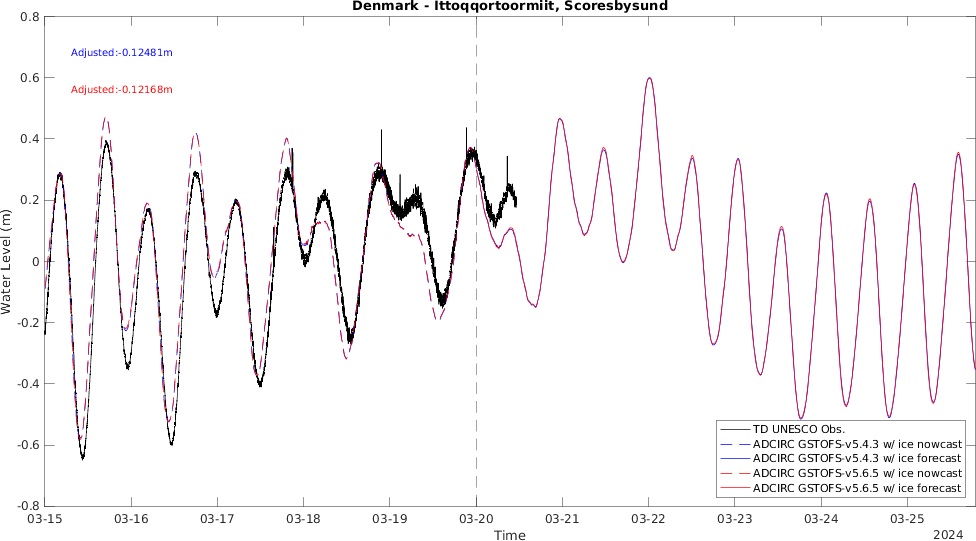 Denmark - Ittoqqortoormiit, Scoresbysund
Adjusted:-0.12481m
Adjusted:-0.12168m
Water Level (m)
0.8
0.6
0.4
0.2
0
-0.2
-0.4
-0.6
-0.8
TD UNESCO Obs.
ADCIRC GSTOFS-v5.4.3 w/ ice nowcast
ADCIRC GSTOFS-v5.4.3 w/ ice forecast
ADCIRC GSTOFS-v5.6.5 w/ ice nowcast
ADCIRC GSTOFS-v5.6.5 w/ ice forecast
03-15 03-16 03-17 03-18 03-19 03-20 03-21 03-22 03-23 03-24 03-25
Time
2024